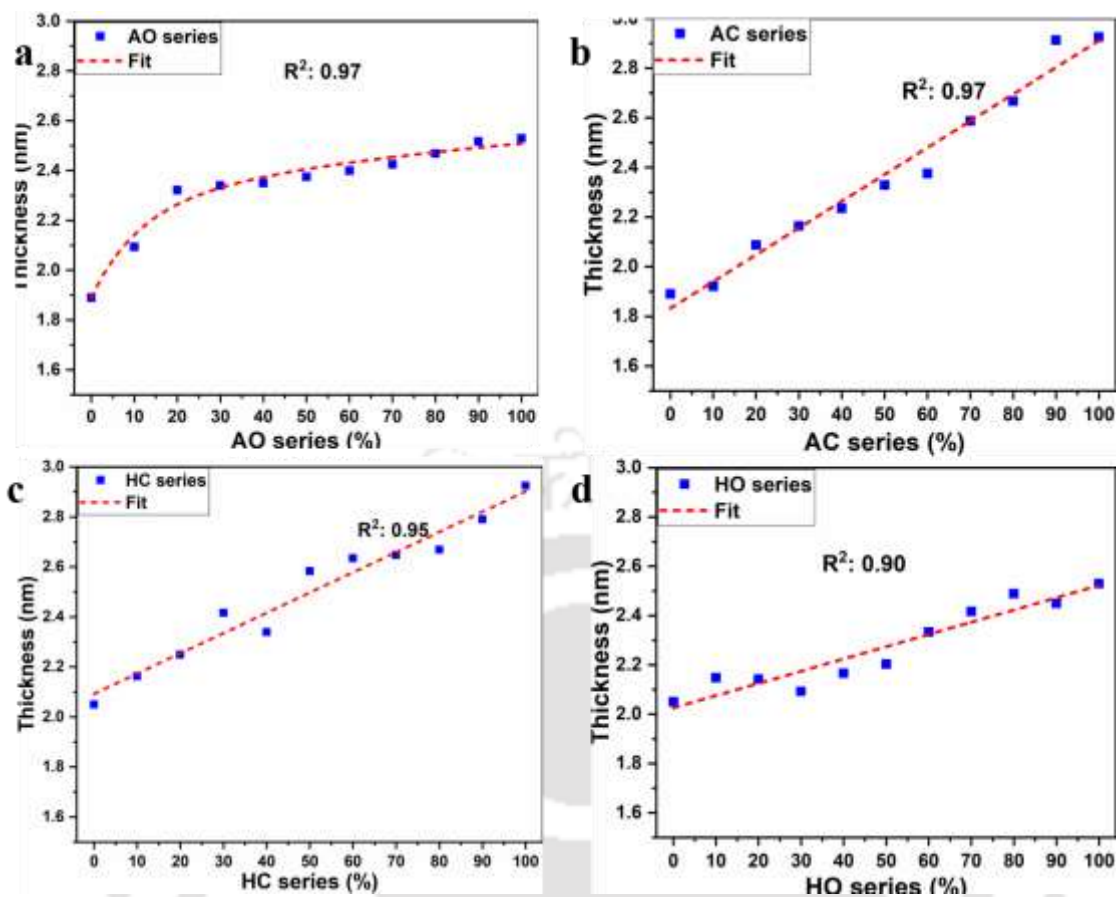 a
AO series
Fit
R²: 0.97
Thickness (nm)
3.0
2.8
2.6
2.4
2.2
2.0
1.8
1.6
0 10 20 30 40 50 60 70 80 90 100
AO series (%)
b
AC series
Fit
R²: 0.97
Thickness (nm)
3.0
2.8
2.6
2.4
2.2
2.0
1.8
1.6
0 10 20 30 40 50 60 70 80 90 100
AC series (%)
c
HC series
Fit
R²: 0.95
Thickness (nm)
3.0
2.8
2.6
2.4
2.2
2.0
1.8
1.6
0 10 20 30 40 50 60 70 80 90 100
HC series (%)
d
HO series
Fit
R²: 0.90
Thickness (nm)
3.0
2.8
2.6
2.4
2.2
2.0
1.8
1.6
0 10 20 30 40 50 60 70 80 90 100
HO series (%)